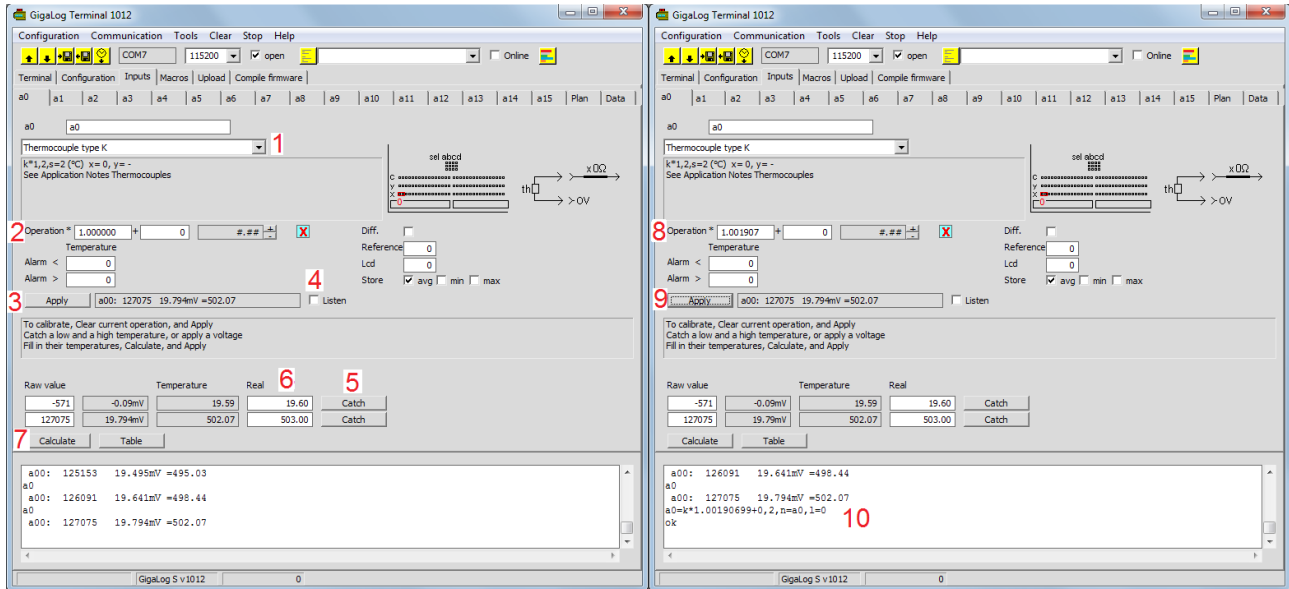 GigaLog Terminal 1012
Configuration Communication Tools Clear Stop Help
COM7 115200 open Online
Terminal Configuration Inputs Macros Upload Compile firmware
a0 a1 a2 a3 a4 a5 a6 a7 a8 a9 a10 a11 a12 a13 a14 a15 Plan Data
a0 a0
Thermocouple type K 1
k*1,2,s=2 (°C) x= 0, y= -
See Application Notes Thermocouples
sel abcd
C
y
x
0
th
x 0Ω
>0V
2 Operation * 1.000000 + 0 #.## X Diff.
Temperature Reference 0
Alarm < 0 Lcd 0
Alarm > 0 4 Store avg min max
3 Apply a00: 127075 19.794mV =502.07 Listen
To calibrate, Clear current operation, and Apply
Catch a low and a high temperature, or apply a voltage
Fill in their temperatures, Calculate, and Apply
Raw value Temperature Real 6 5
-571 -0.09mV 19.59 19.60 Catch
127075 19.794mV 502.07 503.00 Catch
7 Calculate Table
a00: 125153 19.495mV =495.03
a0
a00: 126091 19.641mV =498.44
a0
a00: 127075 19.794mV =502.07
GigaLog S v1012 0
GigaLog Terminal 1012
Configuration Communication Tools Clear Stop Help
COM7 115200 open Online
Terminal Configuration Inputs Macros Upload Compile firmware
a0 a1 a2 a3 a4 a5 a6 a7 a8 a9 a10 a11 a12 a13 a14 a15 Plan Data
a0 a0
Thermocouple type K
k*1,2,s=2 (°C) x= 0, y= -
See Application Notes Thermocouples
sel abcd
C
y
x
0
th
x 0Ω
>0V
8 Operation * 1.001907 + 0 #.## X Diff.
Temperature Reference 0
Alarm < 0 Lcd 0
Alarm > 0 Store avg min max
9 Apply a00: 127075 19.794mV =502.07 Listen
To calibrate, Clear current operation, and Apply
Catch a low and a high temperature, or apply a voltage
Fill in their temperatures, Calculate, and Apply
Raw value Temperature Real
-571 -0.09mV 19.59 19.60 Catch
127075 19.79mV 502.07 503.00 Catch
Calculate Table
a00: 126091 19.641mV =498.44
a0
a00: 127075 19.794mV =502.07
a0=k*1.00190699+0,2,n=a0,l=0 10
ok
GigaLog S v1012 0